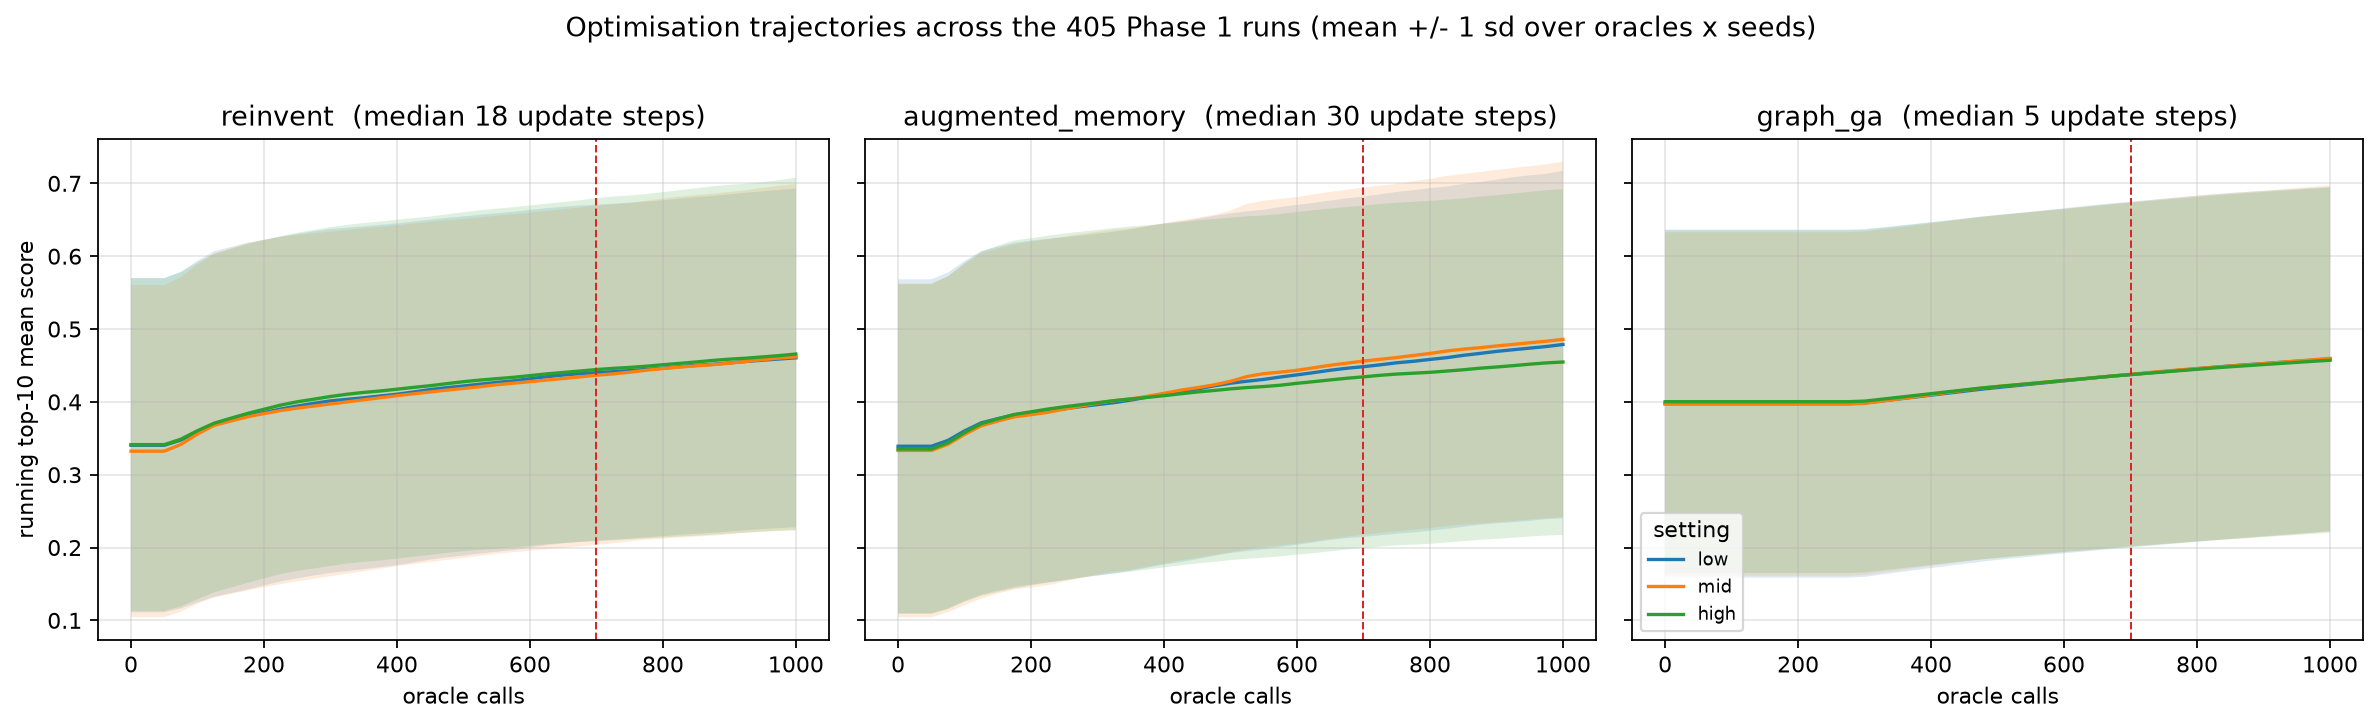 Optimisation trajectories across the 405 Phase 1 runs (mean +/- 1 sd over oracles x seeds)
reinvent (median 18 update steps)
augmented_memory (median 30 update steps)
graph_ga (median 5 update steps)
running top-10 mean score
0.7
0.6
0.5
0.4
0.3
0.2
0.1
0 200 400 600 800 1000
oracle calls
0 200 400 600 800 1000
oracle calls
setting
low
mid
high
0 200 400 600 800 1000
oracle calls